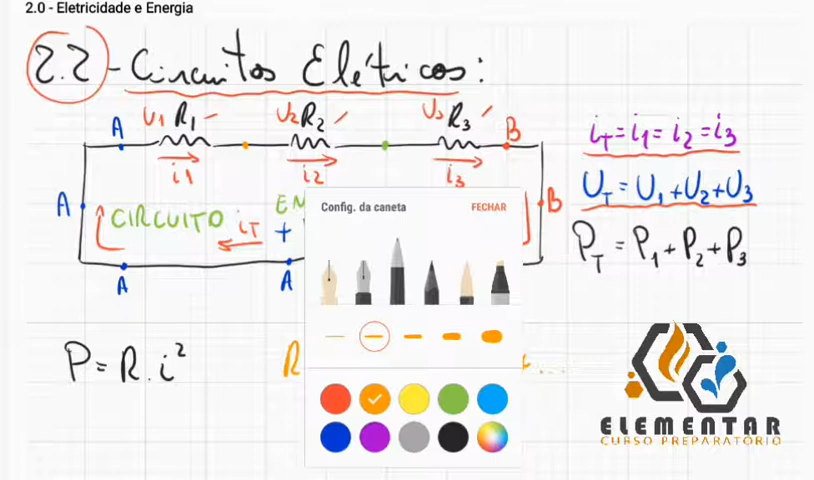 2.0 - Eletricidade e Energia
2.2 - Circuitos Elétricos:
A U1 R1 U2 R2 U3 R3 B
i1 i2 i3
iT = i1 = i2 = i3
UT = U1 + U2 + U3
PT = P1 + P2 + P3
A CIRCUITO EM B
iT +
A A
Config. da caneta FECHAR
P = R . i²
R ...
ELEMENTAR
CURSO PREPARATÓRIO